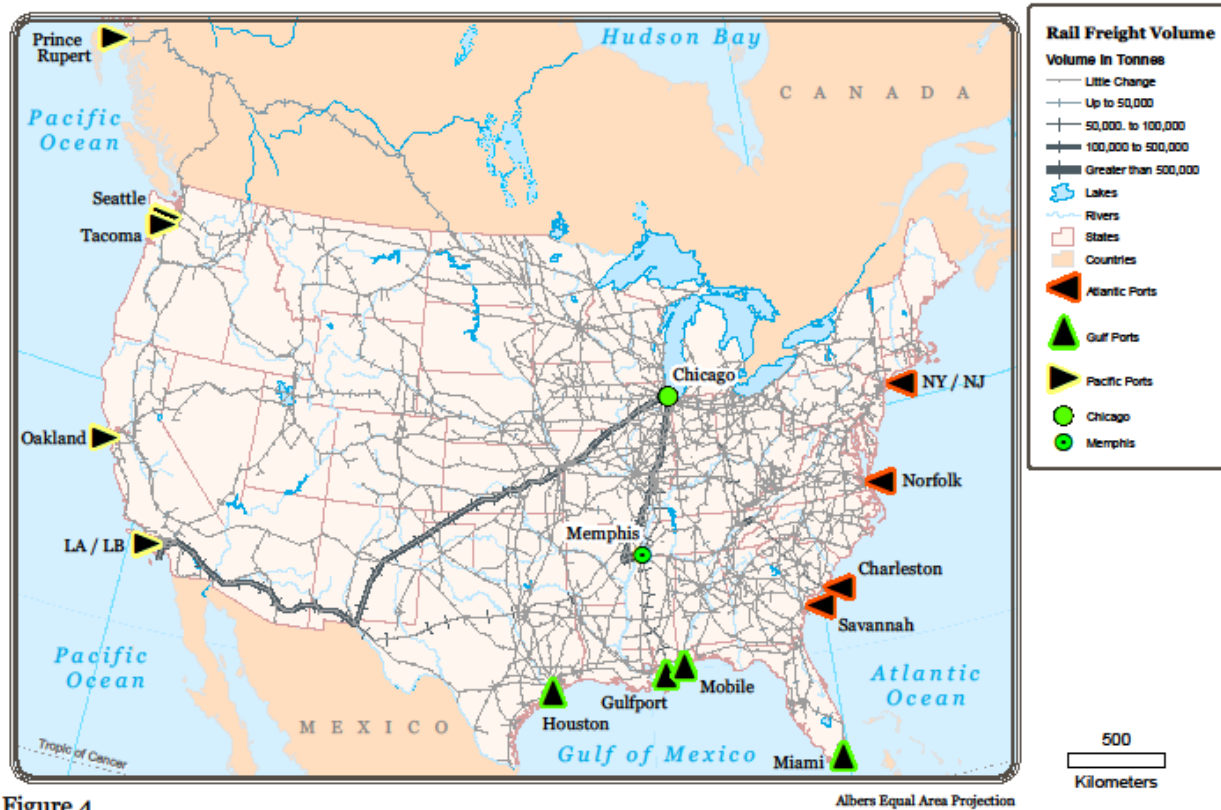 Prince
Rupert
Hudson Bay
CANADA
Pacific
Ocean
Seattle
Tacoma
Chicago
NY / NJ
Oakland
Norfolk
Memphis
LA / LB
Charleston
Savannah
Pacific
Ocean
Atlantic
Ocean
Mobile
Gulfport
Houston
MEXICO
Gulf of Mexico
Miami
Tropic of Cancer
Figure 4
Albers Equal Area Projection
Rail Freight Volume
Volume In Tonnes
Little Change
Up to 50,000
50,000. to 100,000
100,000 to 500,000
Greater than 500,000
Lakes
Rivers
States
Countries
Atlantic Ports
Gulf Ports
Pacific Ports
Chicago
Memphis
500
Kilometers